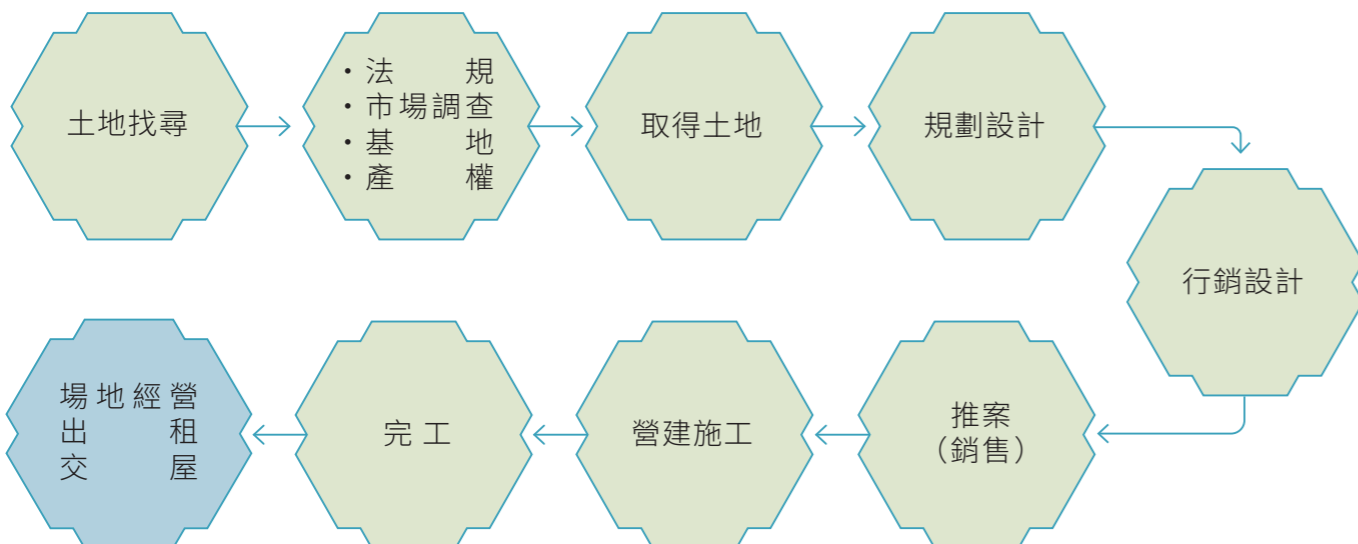 土地找尋
・法規
・市場調查
・基地
・產權
取得土地
規劃設計
行銷設計
推案
（銷售）
營建施工
完工
場地經營
出租
交屋